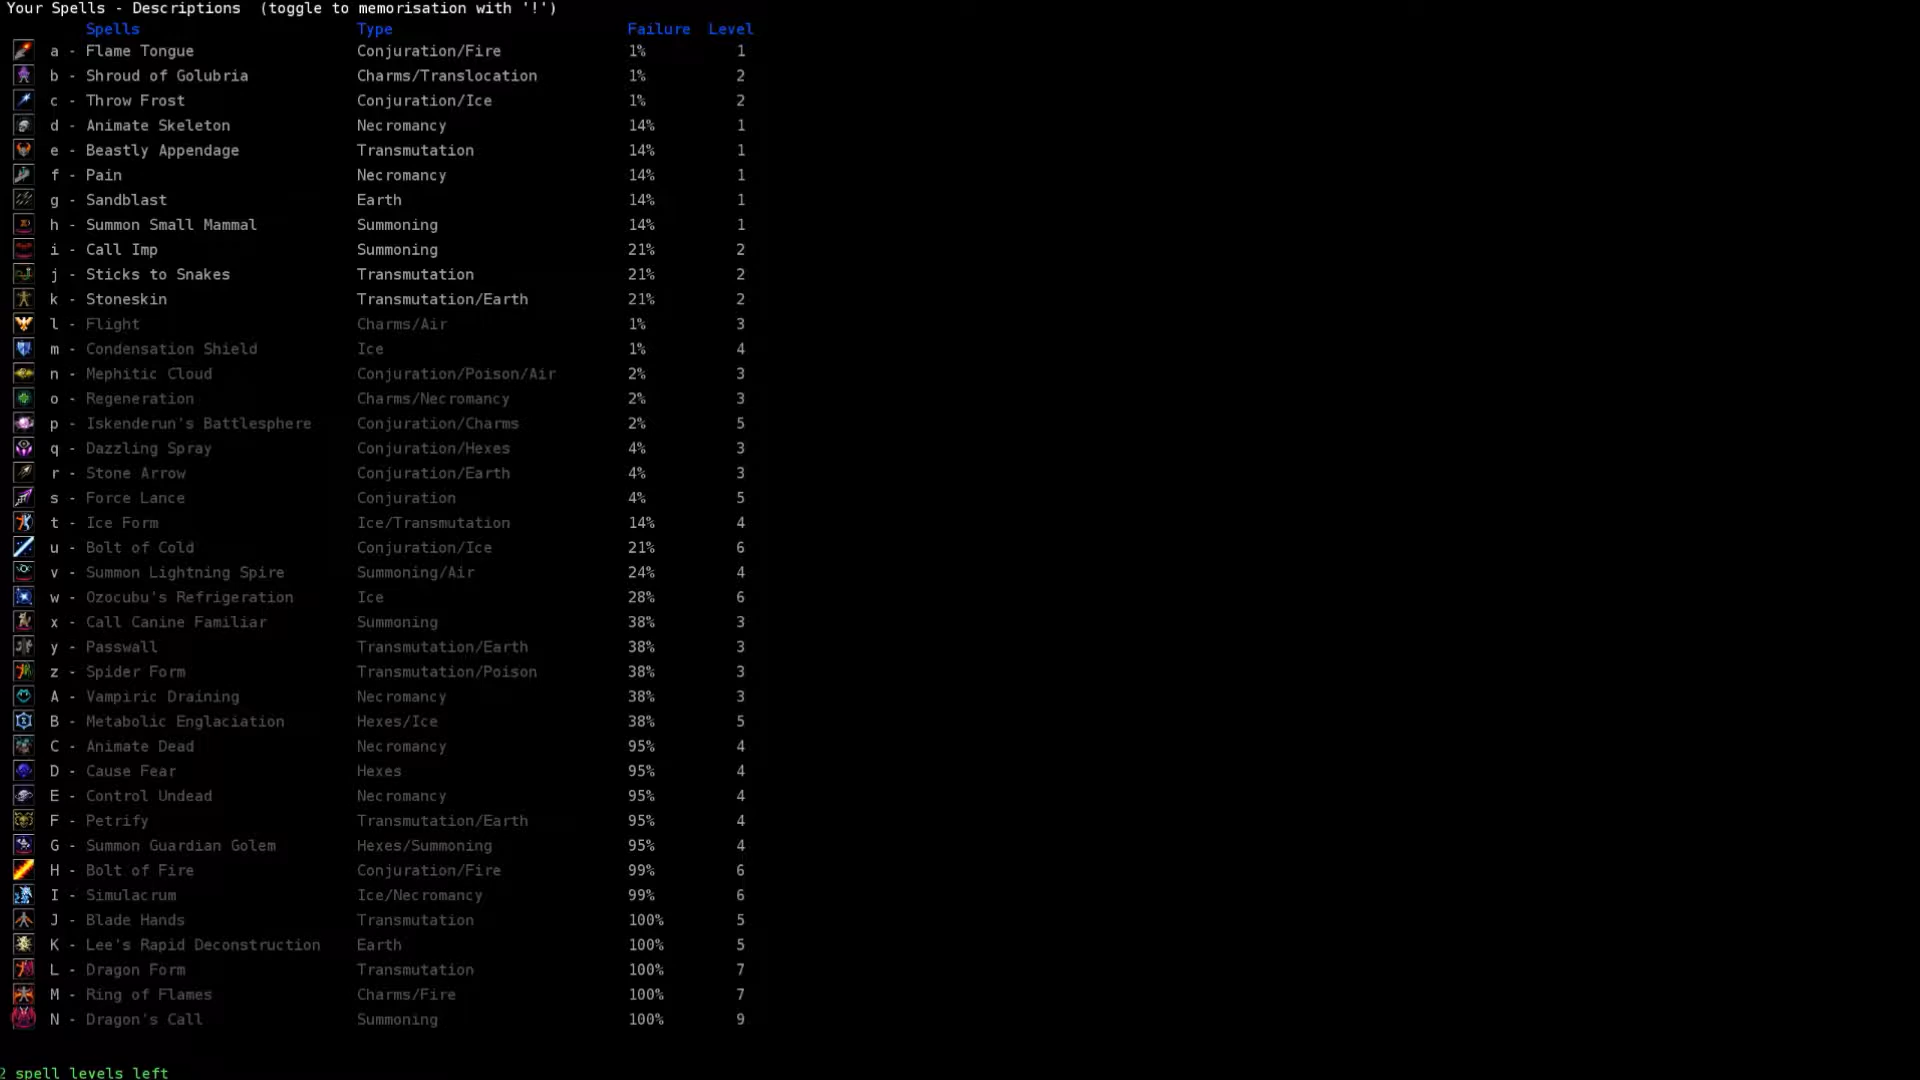 Your Spells - Descriptions (toggle to memorisation with '!')
Spells Type Failure Level
a - Flame Tongue Conjuration/Fire 1% 1
b - Shroud of Golubria Charms/Translocation 1% 2
c - Throw Frost Conjuration/Ice 1% 2
d - Animate Skeleton Necromancy 14% 1
e - Beastly Appendage Transmutation 14% 1
f - Pain Necromancy 14% 1
g - Sandblast Earth 14% 1
h - Summon Small Mammal Summoning 14% 1
i - Call Imp Summoning 21% 2
j - Sticks to Snakes Transmutation 21% 2
k - Stoneskin Transmutation/Earth 21% 2
l - Flight Charms/Air 1% 3
m - Condensation Shield Ice 1% 4
n - Mephitic Cloud Conjuration/Poison/Air 2% 3
o - Regeneration Charms/Necromancy 2% 3
p - Iskenderun's Battlesphere Conjuration/Charms 2% 5
q - Dazzling Spray Conjuration/Hexes 4% 3
r - Stone Arrow Conjuration/Earth 4% 3
s - Force Lance Conjuration 4% 5
t - Ice Form Ice/Transmutation 14% 4
u - Bolt of Cold Conjuration/Ice 21% 6
v - Summon Lightning Spire Summoning/Air 24% 4
w - Ozocubu's Refrigeration Ice 28% 6
x - Call Canine Familiar Summoning 38% 3
y - Passwall Transmutation/Earth 38% 3
z - Spider Form Transmutation/Poison 38% 3
A - Vampiric Draining Necromancy 38% 3
B - Metabolic Englaciation Hexes/Ice 38% 5
C - Animate Dead Necromancy 95% 4
D - Cause Fear Hexes 95% 4
E - Control Undead Necromancy 95% 4
F - Petrify Transmutation/Earth 95% 4
G - Summon Guardian Golem Hexes/Summoning 95% 4
H - Bolt of Fire Conjuration/Fire 99% 6
I - Simulacrum Ice/Necromancy 99% 6
J - Blade Hands Transmutation 100% 5
K - Lee's Rapid Deconstruction Earth 100% 5
L - Dragon Form Transmutation 100% 7
M - Ring of Flames Charms/Fire 100% 7
N - Dragon's Call Summoning 100% 9
2 spell levels left